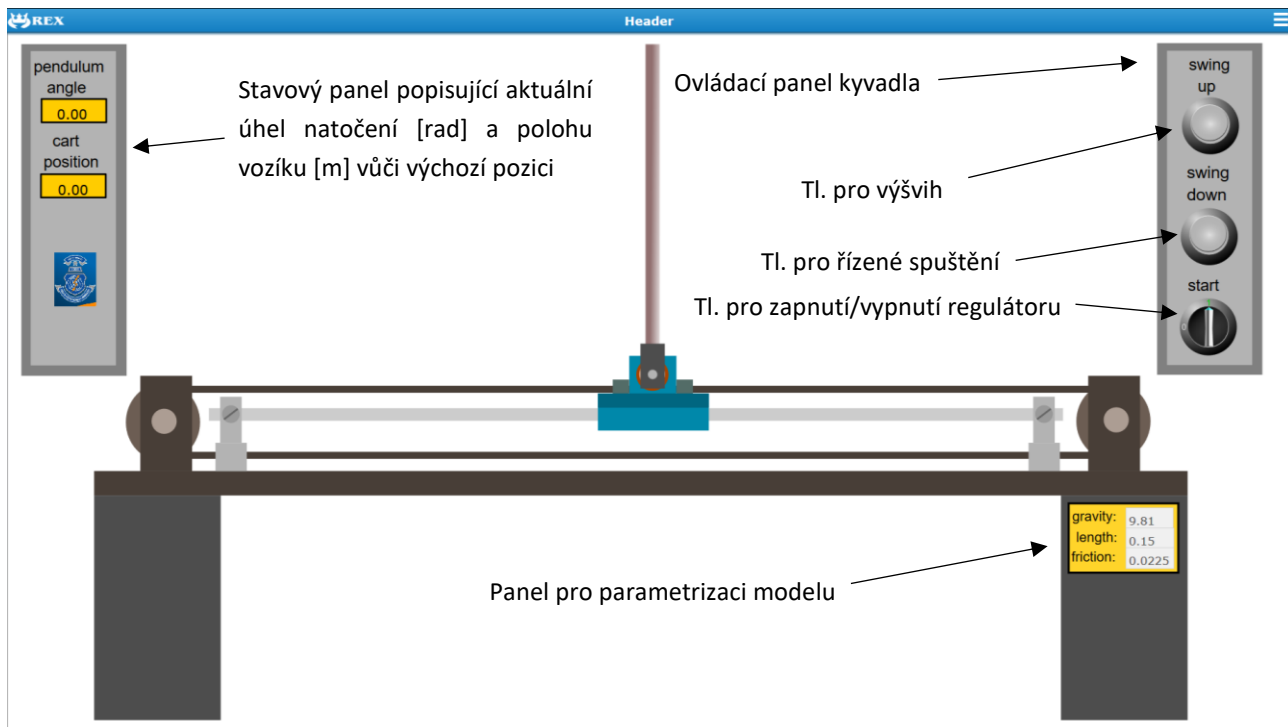 REX
Header
pendulum
angle
0.00
cart
position
0.00
Stavový panel popisující aktuální
úhel natočení [rad] a polohu
vozíku [m] vůči výchozí pozici
Ovládací panel kyvadla
Tl. pro výšvih
Tl. pro řízené spuštění
Tl. pro zapnutí/vypnutí regulátoru
swing
up
swing
down
start
gravity: 9.81
length: 0.15
friction: 0.0225
Panel pro parametrizaci modelu